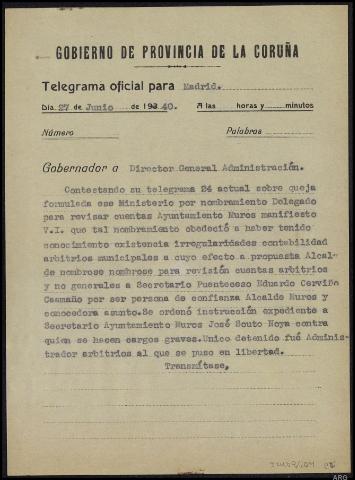 GOBIERNO DE PROVINCIA DE LA CORUÑA
Telegrama oficial para Madrid.
Día 27 de Junio de 1940. A las horas y minutos
Número Palabras
Gobernador a Director General Administración.
Contestando su telegrama 24 actual sobre queja
formulada ese Ministerio por nombramiento Delegado
para revisar cuentas Ayuntamiento Muros manifiesto
V.I. que tal nombramiento obedeció a haber tenido
conocimiento existencia irregularidades contabilidad
arbitrios municipales a cuyo efecto a propuesta Alcal-
de nombrose nombrose para revisión cuentas arbitrios
y no generales a Secretario Puenteceso Eduardo Cerviño
Caamaño por ser persona de confianza Alcalde Muros y
conocedora asunto.Se ordenó instrucción expediente a
Secretario Ayuntamiento Muros José Souto Noya contra
quien se hacen cargos graves.Unico detenido fué Adminis-
trador arbitrios al que se puso en libertad.
Transmítase,
ARG